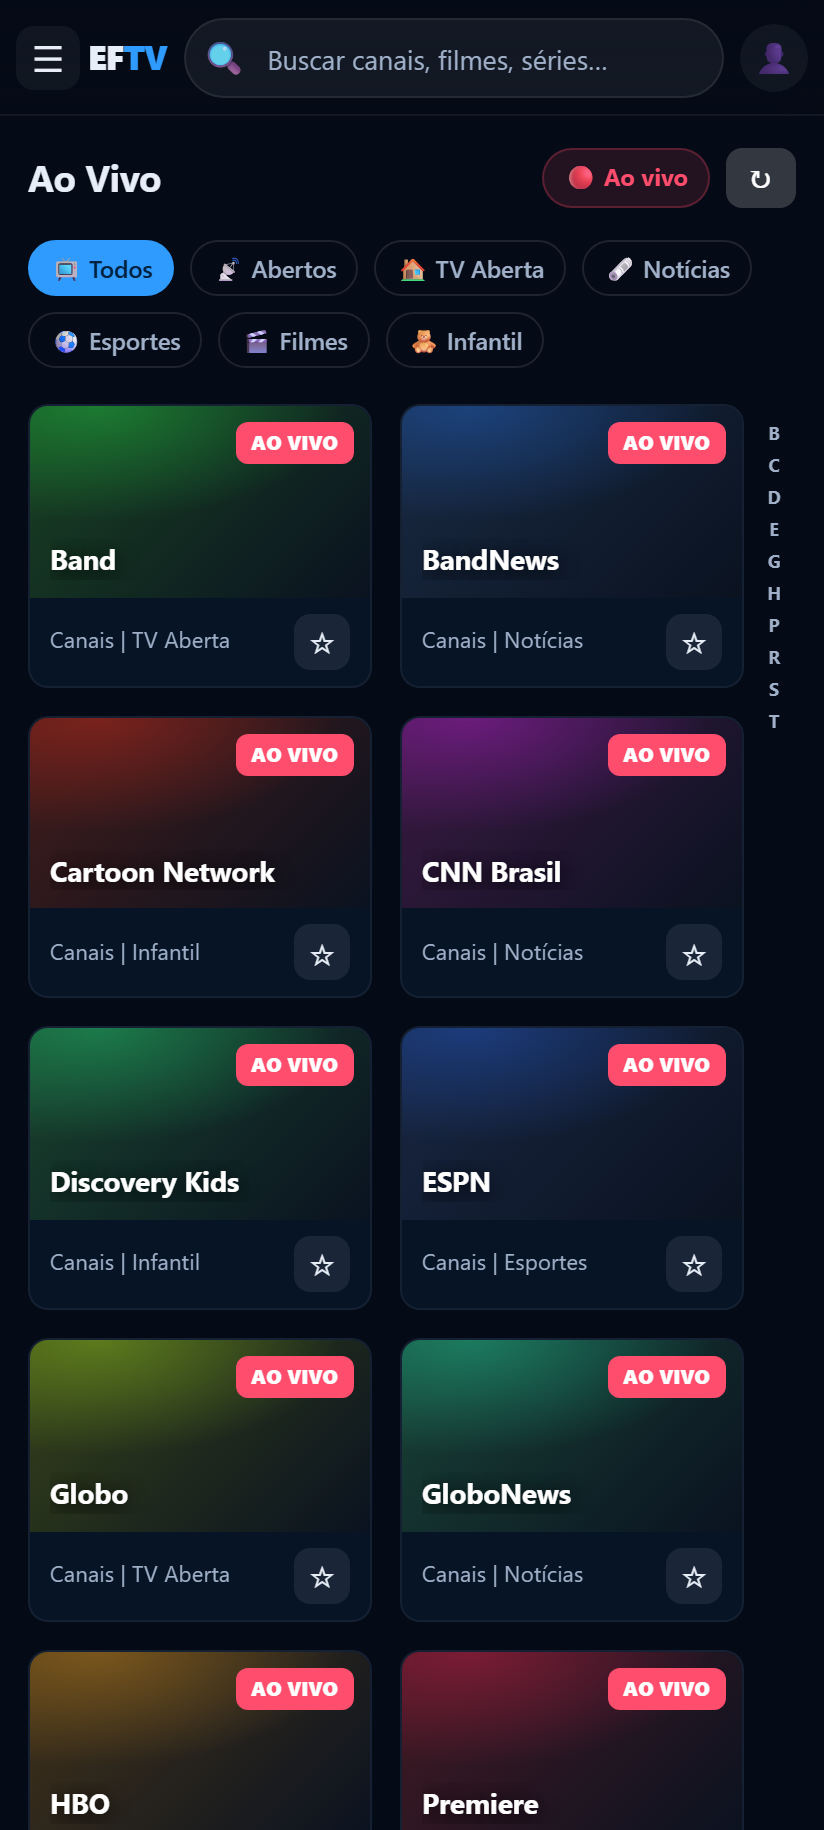 EFTV
Buscar canais, filmes, séries...
Ao Vivo
Ao vivo
Todos
Abertos
TV Aberta
Notícias
Esportes
Filmes
Infantil
AO VIVO
Band
Canais | TV Aberta
AO VIVO
BandNews
Canais | Notícias
B
C
D
E
G
H
P
R
S
T
AO VIVO
Cartoon Network
Canais | Infantil
AO VIVO
CNN Brasil
Canais | Notícias
AO VIVO
Discovery Kids
Canais | Infantil
AO VIVO
ESPN
Canais | Esportes
AO VIVO
Globo
Canais | TV Aberta
AO VIVO
GloboNews
Canais | Notícias
AO VIVO
HBO
AO VIVO
Premiere